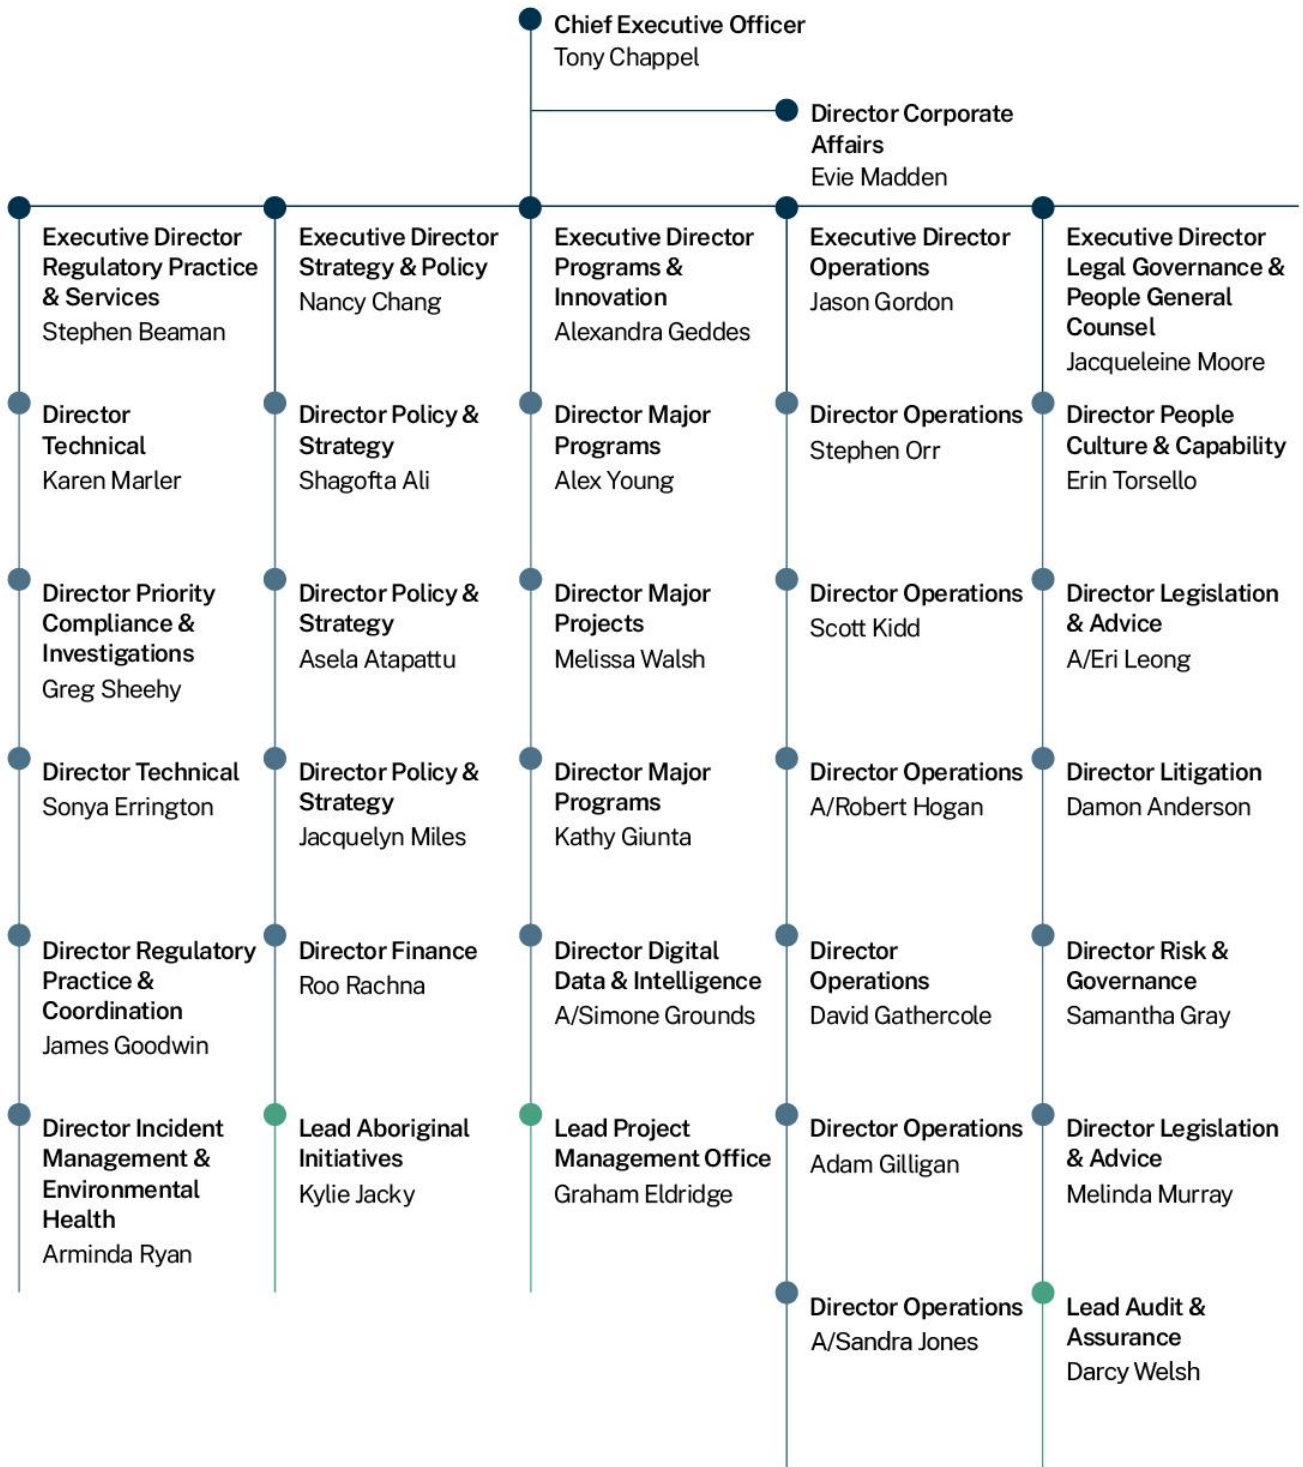 Chief Executive Officer
Tony Chappel
Director Corporate
Affairs
Evie Madden
Executive Director
Regulatory Practice
& Services
Stephen Beaman
Director
Technical
Karen Marler
Director Priority
Compliance &
Investigations
Greg Sheehy
Director Technical
Sonya Errington
Director Regulatory
Practice &
Coordination
James Goodwin
Director Incident
Management &
Environmental
Health
Arminda Ryan
Executive Director
Strategy & Policy
Nancy Chang
Director Policy &
Strategy
Shagofta Ali
Director Policy &
Strategy
Asela Atapattu
Director Policy &
Strategy
Jacquelyn Miles
Director Finance
Roo Rachna
Lead Aboriginal
Initiatives
Kylie Jacky
Executive Director
Programs &
Innovation
Alexandra Geddes
Director Major
Programs
Alex Young
Director Major
Projects
Melissa Walsh
Director Major
Programs
Kathy Giunta
Director Digital
Data & Intelligence
A/Simone Grounds
Lead Project
Management Office
Graham Eldridge
Executive Director
Operations
Jason Gordon
Director Operations
Stephen Orr
Director Operations
Scott Kidd
Director Operations
A/Robert Hogan
Director
Operations
David Gathercole
Director Operations
Adam Gilligan
Director Operations
A/Sandra Jones
Executive Director
Legal Governance &
People General
Counsel
Jacqueleine Moore
Director People
Culture & Capability
Erin Torsello
Director Legislation
& Advice
A/Eri Leong
Director Litigation
Damon Anderson
Director Risk &
Governance
Samantha Gray
Director Legislation
& Advice
Melinda Murray
Lead Audit &
Assurance
Darcy Welsh